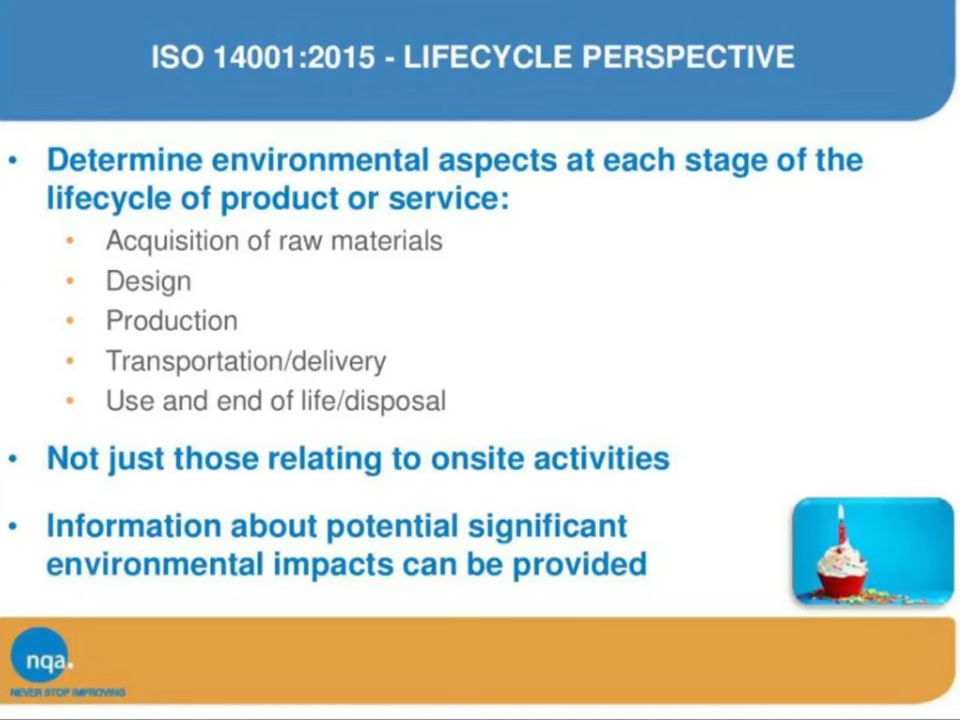 ISO 14001:2015 - LIFECYCLE PERSPECTIVE
• Determine environmental aspects at each stage of the
lifecycle of product or service:
• Acquisition of raw materials
• Design
• Production
• Transportation/delivery
• Use and end of life/disposal
• Not just those relating to onsite activities
• Information about potential significant
environmental impacts can be provided
nqa.
NEVER STOP IMPROVING